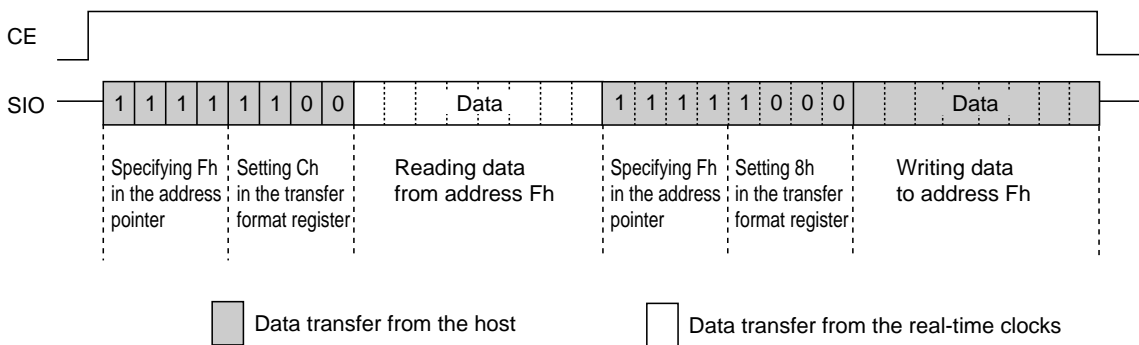 CE
SIO 1 1 1 1 1 1 0 0 Data 1 1 1 1 1 0 0 0 Data
Specifying Fh
in the address
pointer
Setting Ch
in the transfer
format register
Reading data
from address Fh
Specifying Fh
in the address
pointer
Setting 8h
in the transfer
format register
Writing data
to address Fh
Data transfer from the host
Data transfer from the real-time clocks